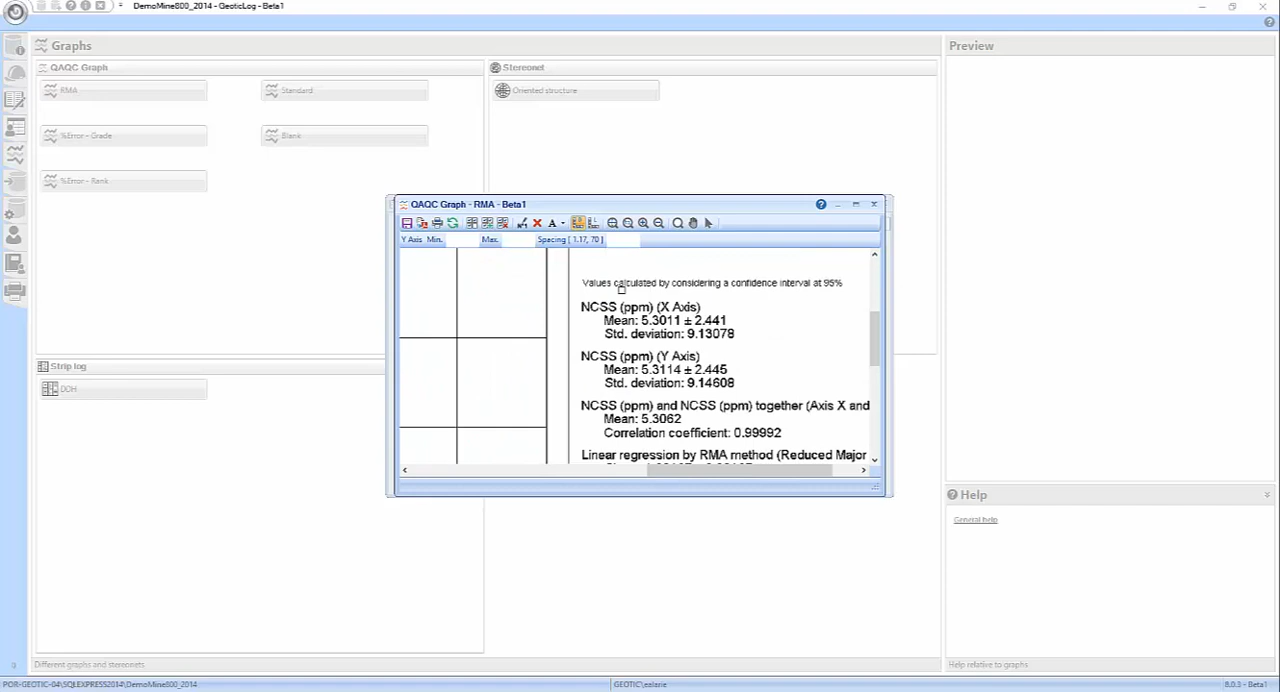 DemoMine800_2014 - GeoticLog - Beta1
Graphs
QAQC Graph
RMA
Standard
%Error - Grade
Blank
%Error - Rank
Stereonet
Oriented structure
Preview
QAQC Graph - RMA - Beta1
Y Axis Min. Max. Spacing [ 1.17, 70 ]
Values calculated by considering a confidence interval at 95%
NCSS (ppm) (X Axis)
Mean: 5.3011 ± 2.441
Std. deviation: 9.13078
NCSS (ppm) (Y Axis)
Mean: 5.3114 ± 2.445
Std. deviation: 9.14608
NCSS (ppm) and NCSS (ppm) together (Axis X and
Mean: 5.3062
Correlation coefficient: 0.99992
Linear regression by RMA method (Reduced Major
Strip log
DDH
Help
General help
Different graphs and stereonets
Help relative to graphs
POR-GEOTIC-04\SQLEXPRESS2014\DemoMine800_2014
8.0.3 - Beta1